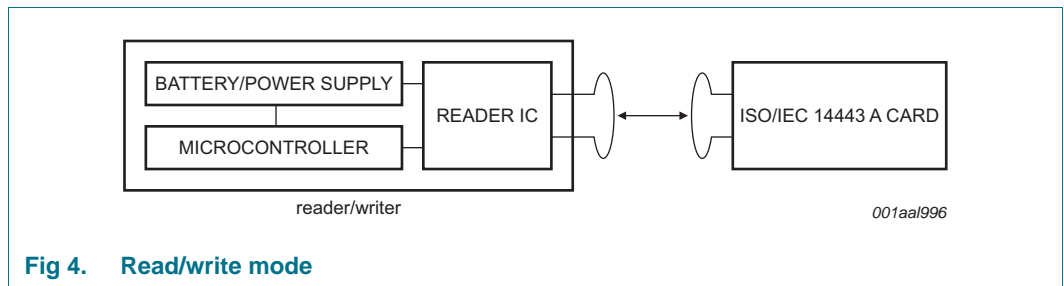 BATTERY/POWER SUPPLY
MICROCONTROLLER
READER IC
ISO/IEC 14443 A CARD
reader/writer
001aal996
Fig 4. Read/write mode